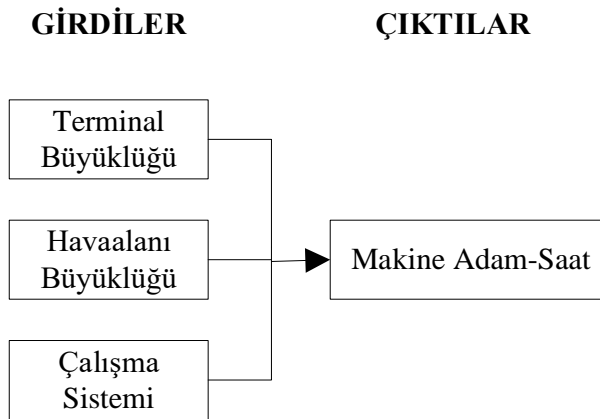 GİRDİLER
ÇIKTILAR
Terminal
Büyüklüğü
Havaalanı
Büyüklüğü
Makine Adam-Saat
Çalışma
Sistemi